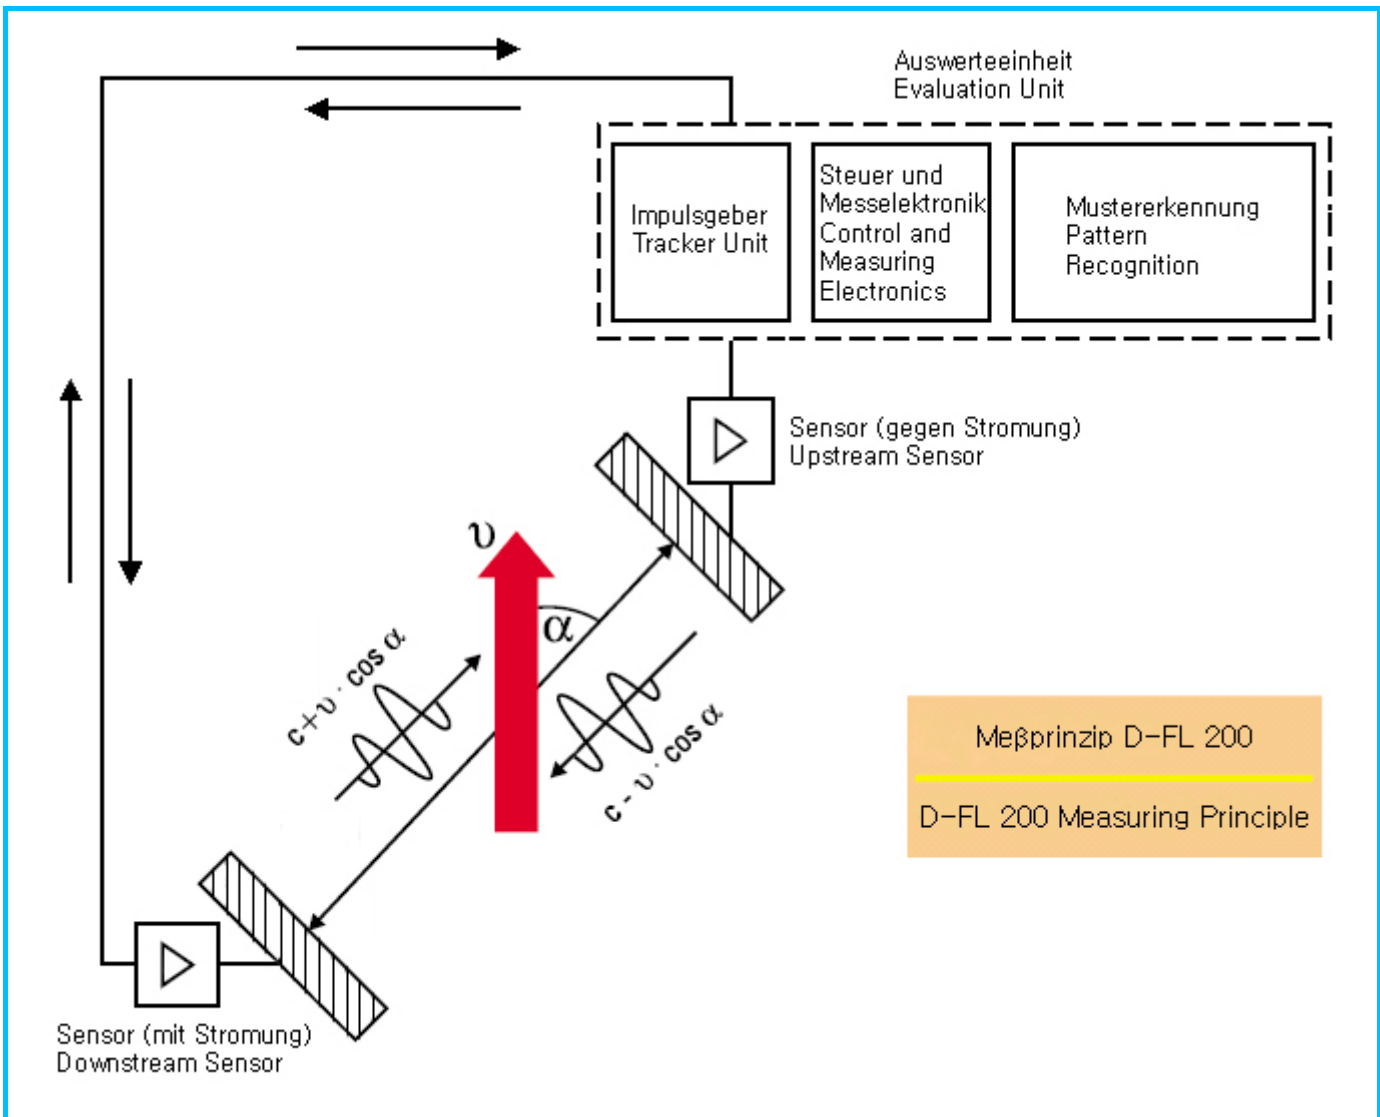 Auswerteeinheit
Evaluation Unit
Impulsgeber
Tracker Unit
Steuer und
Messelektronik
Control and
Measuring
Electronics
Mustererkennung
Pattern
Recognition
Sensor (gegen Stromung)
Upstream Sensor
υ
α
c+υ · cos α
c - υ · cos α
Meβprinzip D-FL 200
D-FL 200 Measuring Principle
Sensor (mit Stromung)
Downstream Sensor